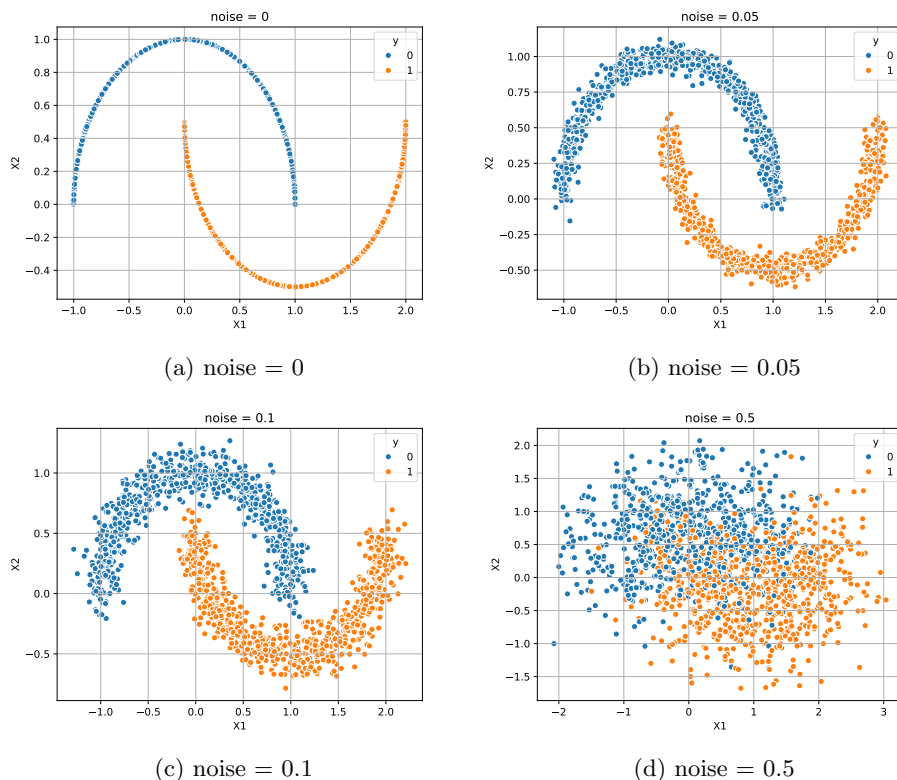 noise = 0
y
0
1
1.0
0.8
0.6
0.4
0.2
0.0
−0.2
−0.4
X2
−1.0 −0.5 0.0 0.5 1.0 1.5 2.0
X1
(a) noise = 0
noise = 0.05
y
0
1
1.00
0.75
0.50
0.25
0.00
−0.25
−0.50
X2
−1.0 −0.5 0.0 0.5 1.0 1.5 2.0
X1
(b) noise = 0.05
noise = 0.1
y
0
1
1.0
0.5
0.0
−0.5
X2
−1.0 −0.5 0.0 0.5 1.0 1.5 2.0
X1
(c) noise = 0.1
noise = 0.5
y
0
1
2.0
1.5
1.0
0.5
0.0
−0.5
−1.0
−1.5
X2
−2 −1 0 1 2 3
X1
(d) noise = 0.5